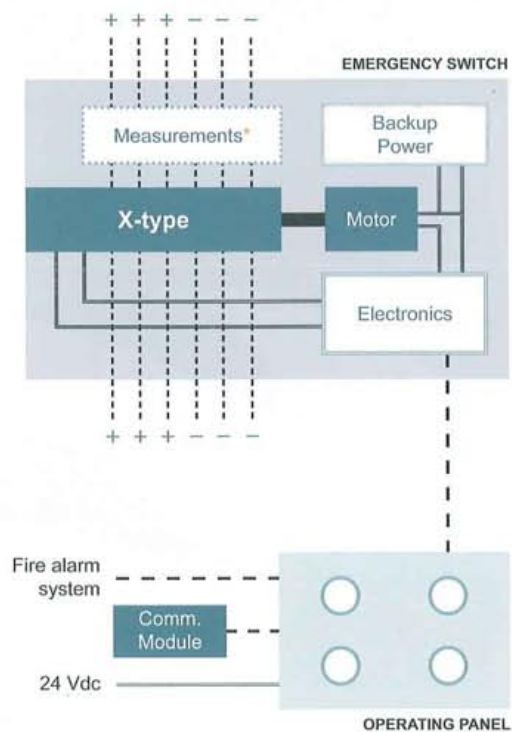 + + + - - -
EMERGENCY SWITCH
Measurements*
Backup
Power
X-type
Motor
Electronics
+ + + - - -
Fire alarm
system
Comm.
Module
24 Vdc
OPERATING PANEL